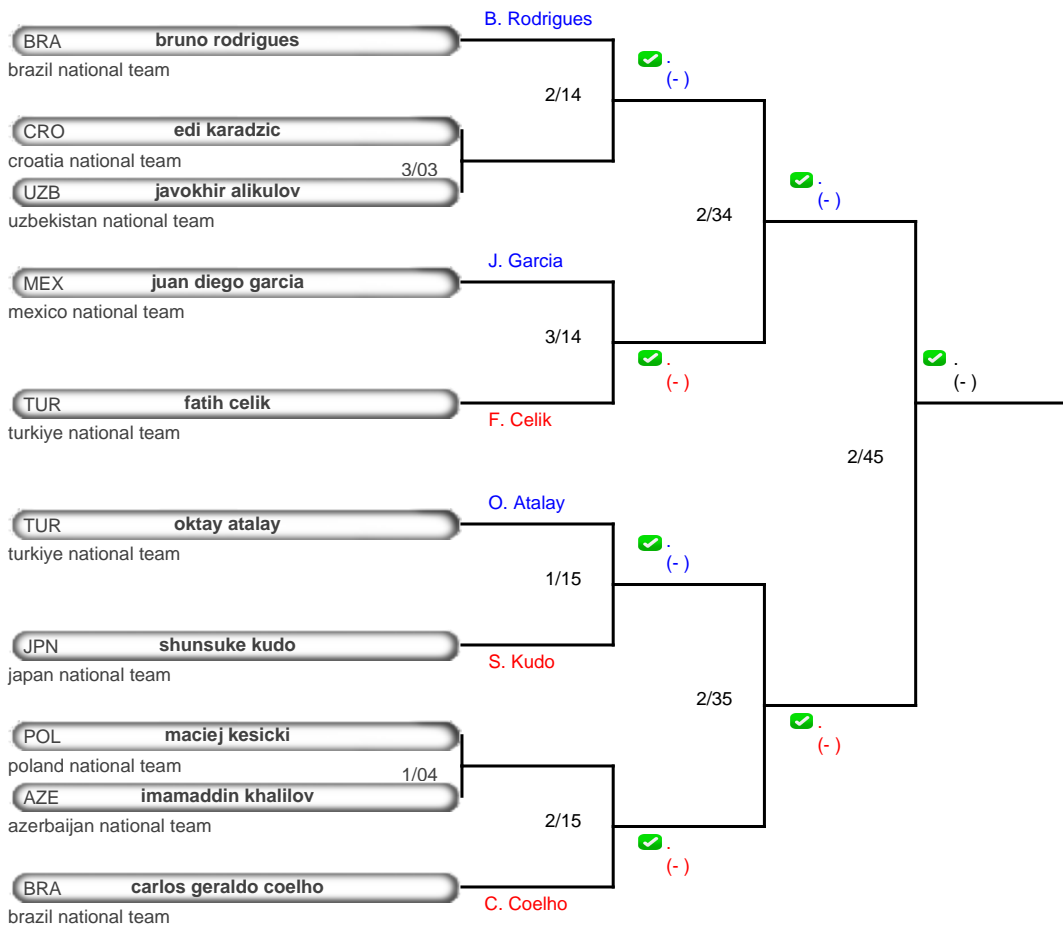 B. Rodrigues
BRA bruno rodrigues
brazil national team
.
(- )
2/14
CRO edi karadzic
croatia national team
3/03
UZB javokhir alikulov
uzbekistan national team
.
(- )
2/34
J. Garcia
MEX juan diego garcia
mexico national team
3/14
.
(- )
.
(- )
TUR fatih celik
turkiye national team
F. Celik
2/45
O. Atalay
TUR oktay atalay
turkiye national team
.
(- )
1/15
JPN shunsuke kudo
japan national team
S. Kudo
2/35
.
(- )
POL maciej kesicki
poland national team
1/04
AZE imamaddin khalilov
azerbaijan national team
2/15
.
(- )
BRA carlos geraldo coelho
brazil national team
C. Coelho